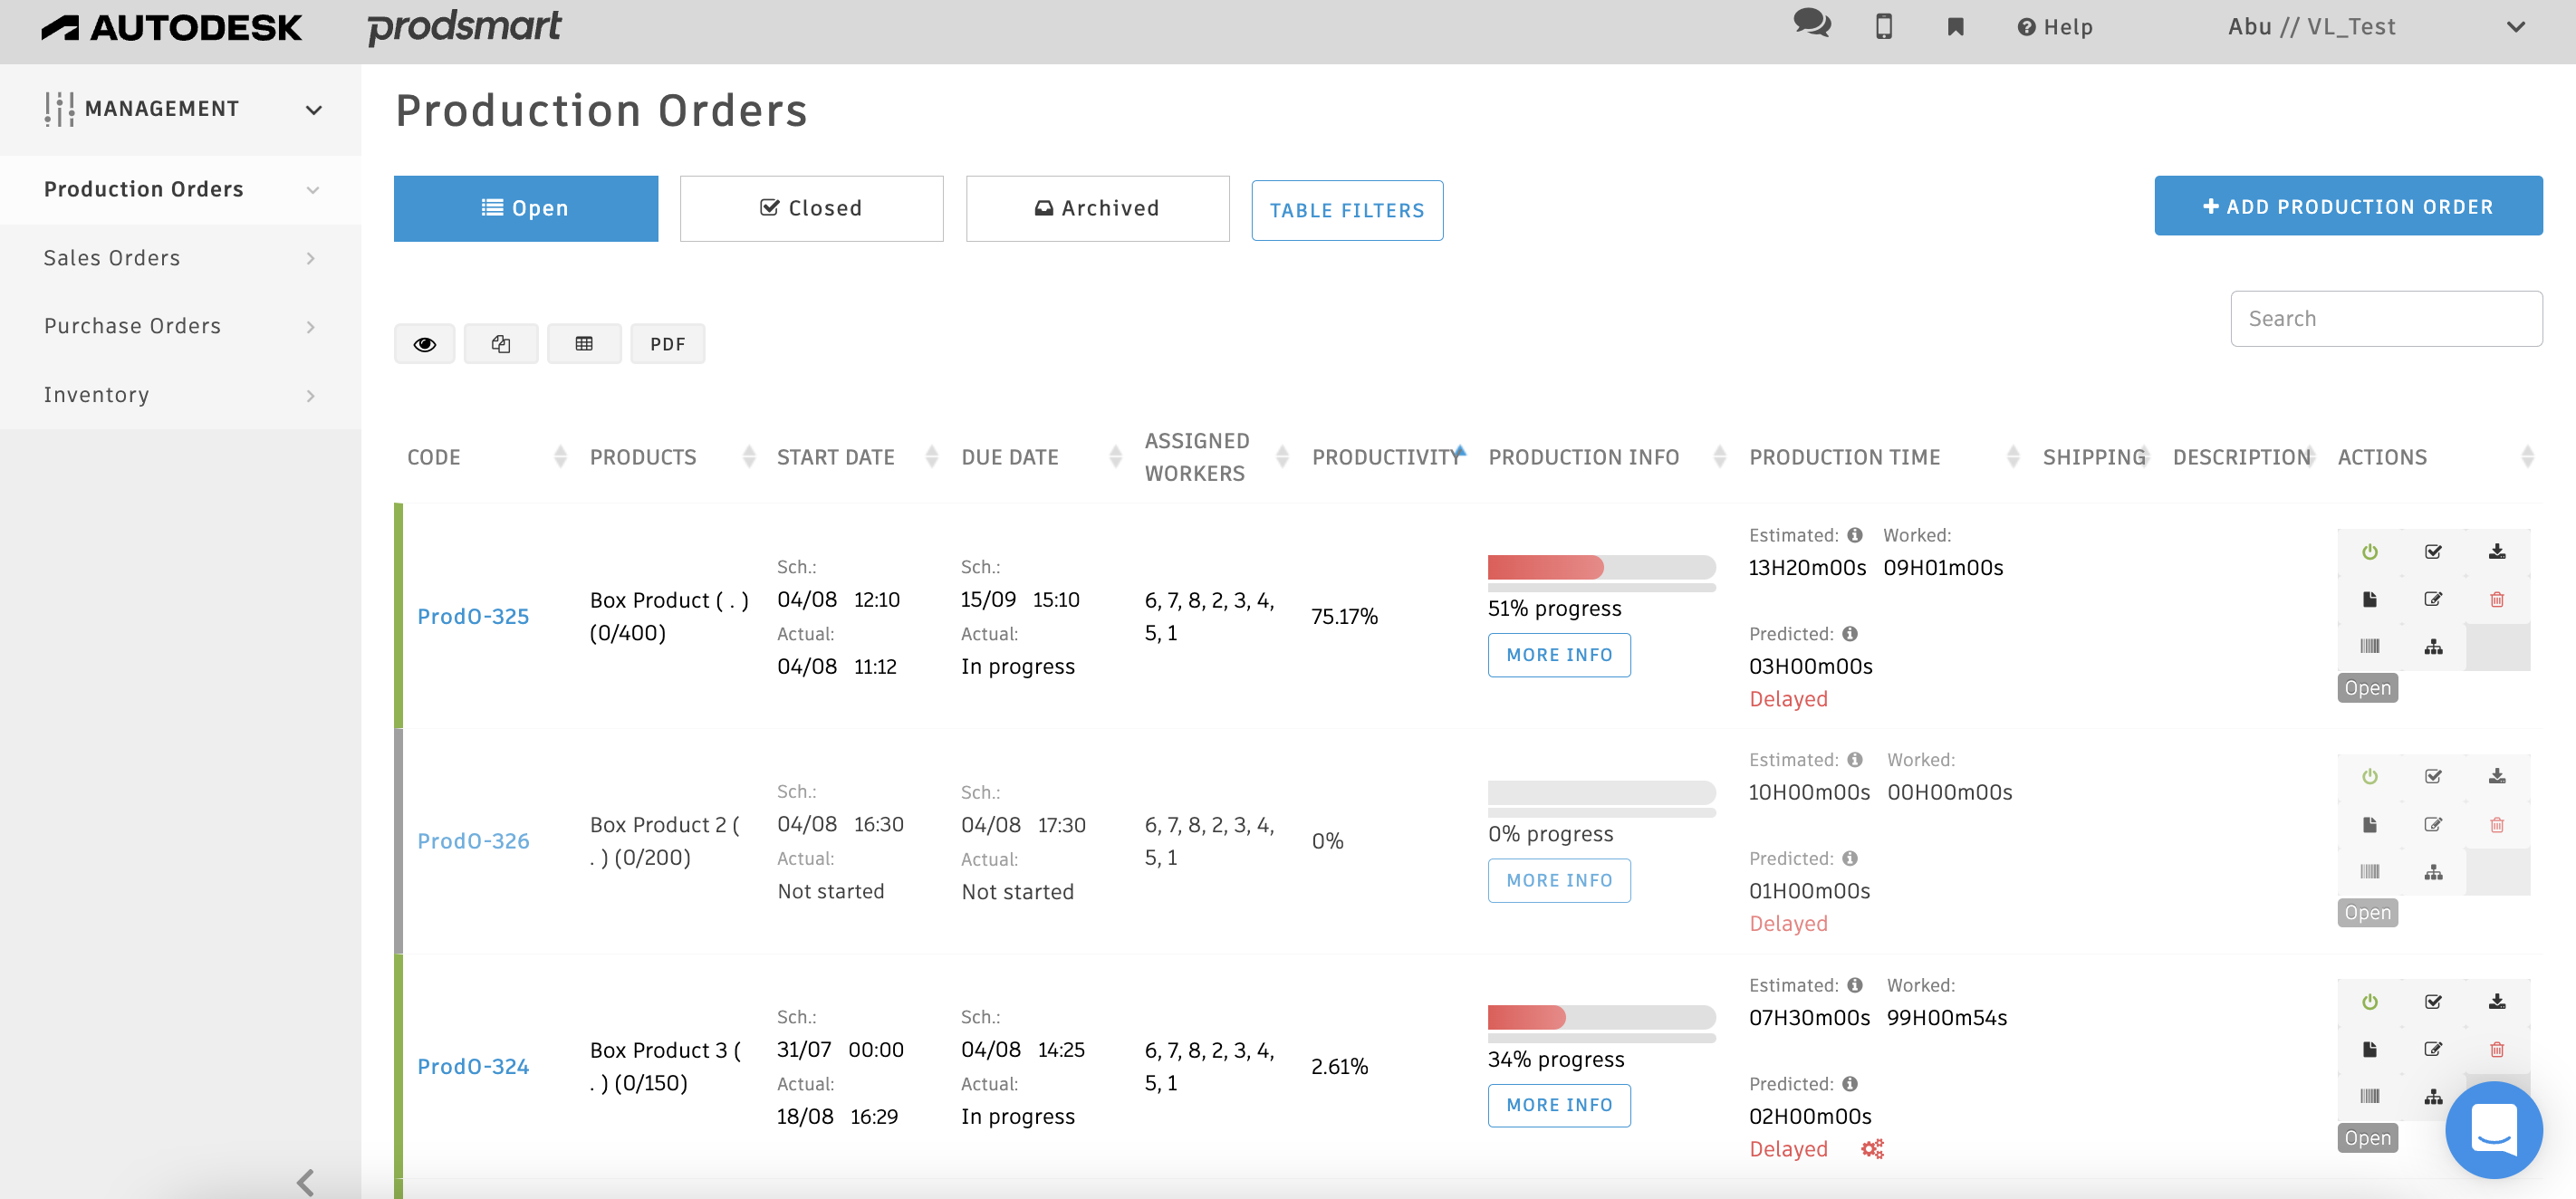 AUTODESK prodsmart Help Abu // VL_Test
MANAGEMENT
Production Orders
Sales Orders
Purchase Orders
Inventory
Production Orders
Open Closed Archived TABLE FILTERS + ADD PRODUCTION ORDER
Search
PDF
CODE PRODUCTS START DATE DUE DATE ASSIGNED WORKERS PRODUCTIVITY PRODUCTION INFO PRODUCTION TIME SHIPPING DESCRIPTION ACTIONS
ProdO-325
Box Product ( . )
(0/400)
Sch.:
04/08 12:10
Actual:
04/08 11:12
Sch.:
15/09 15:10
Actual:
In progress
6, 7, 8, 2, 3, 4,
5, 1
75.17%
51% progress
MORE INFO
Estimated: Worked:
13H20m00s 09H01m00s
Predicted:
03H00m00s
Delayed
Open
ProdO-326
Box Product 2 (
. ) (0/200)
Sch.:
04/08 16:30
Actual:
Not started
Sch.:
04/08 17:30
Actual:
Not started
6, 7, 8, 2, 3, 4,
5, 1
0%
0% progress
MORE INFO
Estimated: Worked:
10H00m00s 00H00m00s
Predicted:
01H00m00s
Delayed
Open
ProdO-324
Box Product 3 (
. ) (0/150)
Sch.:
31/07 00:00
Actual:
18/08 16:29
Sch.:
04/08 14:25
Actual:
In progress
6, 7, 8, 2, 3, 4,
5, 1
2.61%
34% progress
MORE INFO
Estimated: Worked:
07H30m00s 99H00m54s
Predicted:
02H00m00s
Delayed
Open